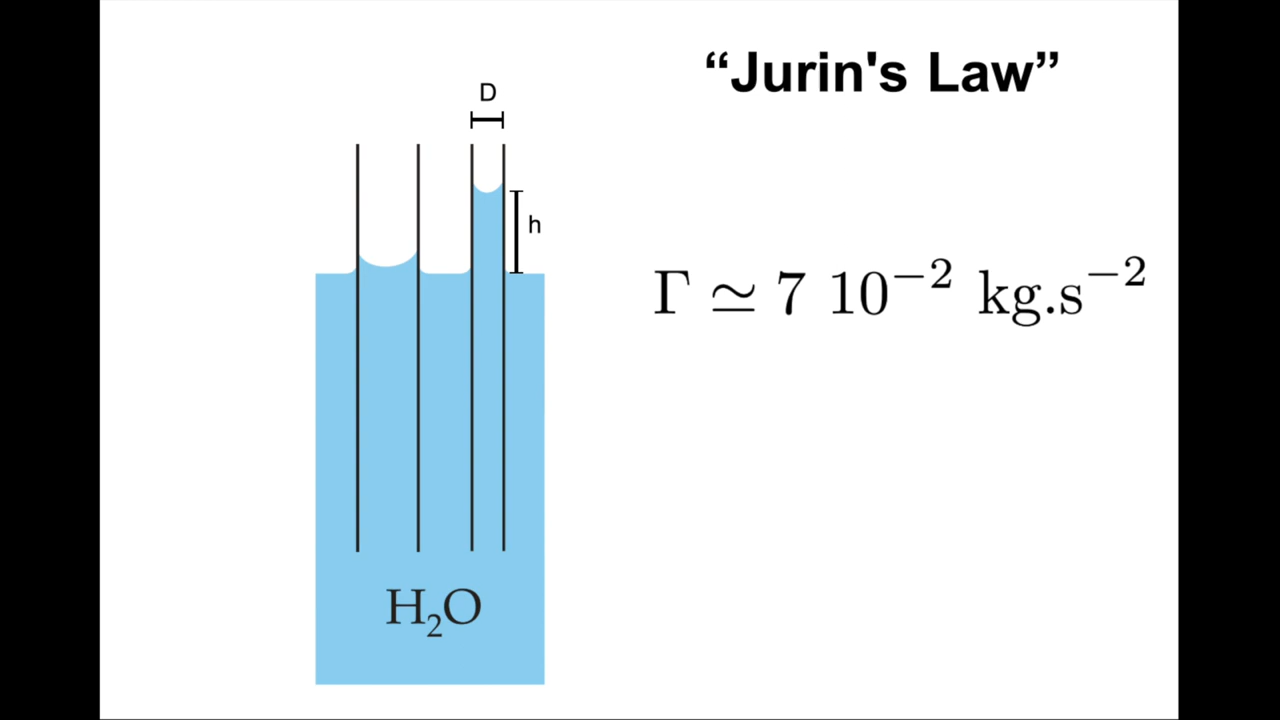 “Jurin's Law”
D
h
Γ ≃ 7 10⁻² kg.s⁻²
H₂O